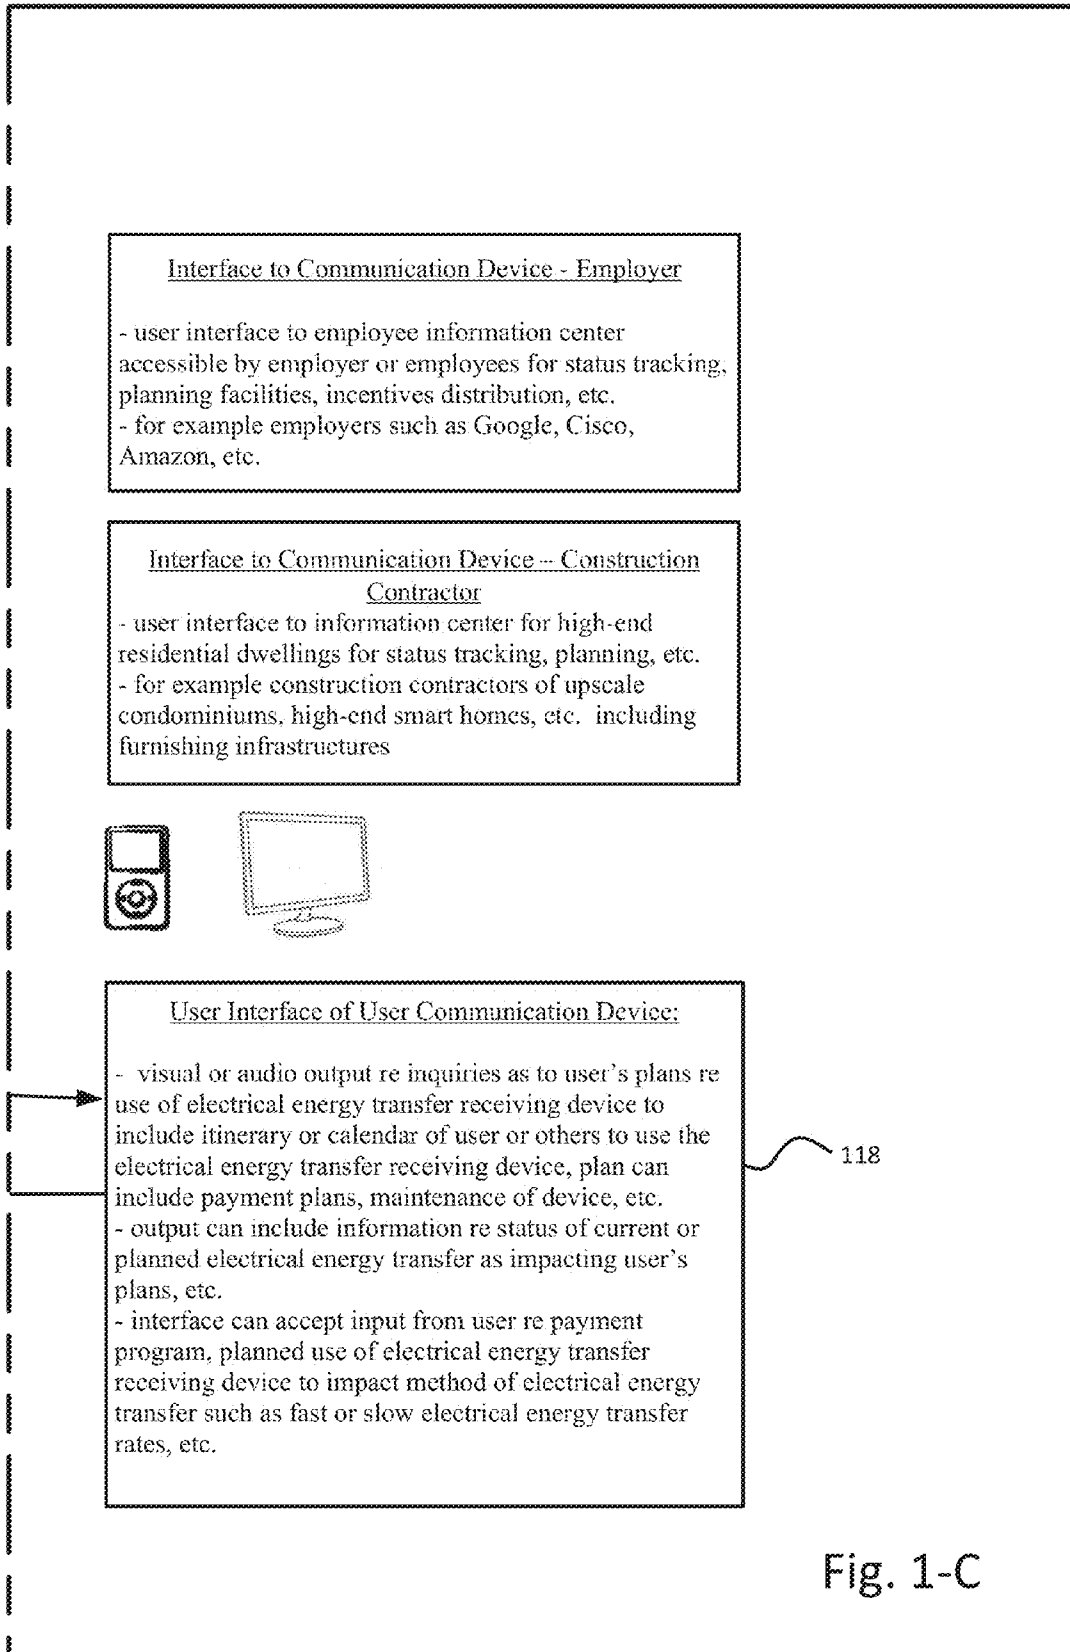 Interface to Communication Device - Employer
- user interface to employee information center
accessible by employer or employees for status tracking,
planning facilities, incentives distribution, etc.
- for example employers such as Google, Cisco,
Amazon, etc.
Interface to Communication Device – Construction
Contractor
- user interface to information center for high-end
residential dwellings for status tracking, planning, etc.
- for example construction contractors of upscale
condominiums, high-end smart homes, etc. including
furnishing infrastructures
User Interface of User Communication Device:
- visual or audio output re inquiries as to user's plans re
use of electrical energy transfer receiving device to
include itinerary or calendar of user or others to use the
electrical energy transfer receiving device, plan can
include payment plans, maintenance of device, etc.
- output can include information re status of current or
planned electrical energy transfer as impacting user's
plans, etc.
- interface can accept input from user re payment
program, planned use of electrical energy transfer
receiving device to impact method of electrical energy
transfer such as fast or slow electrical energy transfer
rates, etc.
118
Fig. 1-C